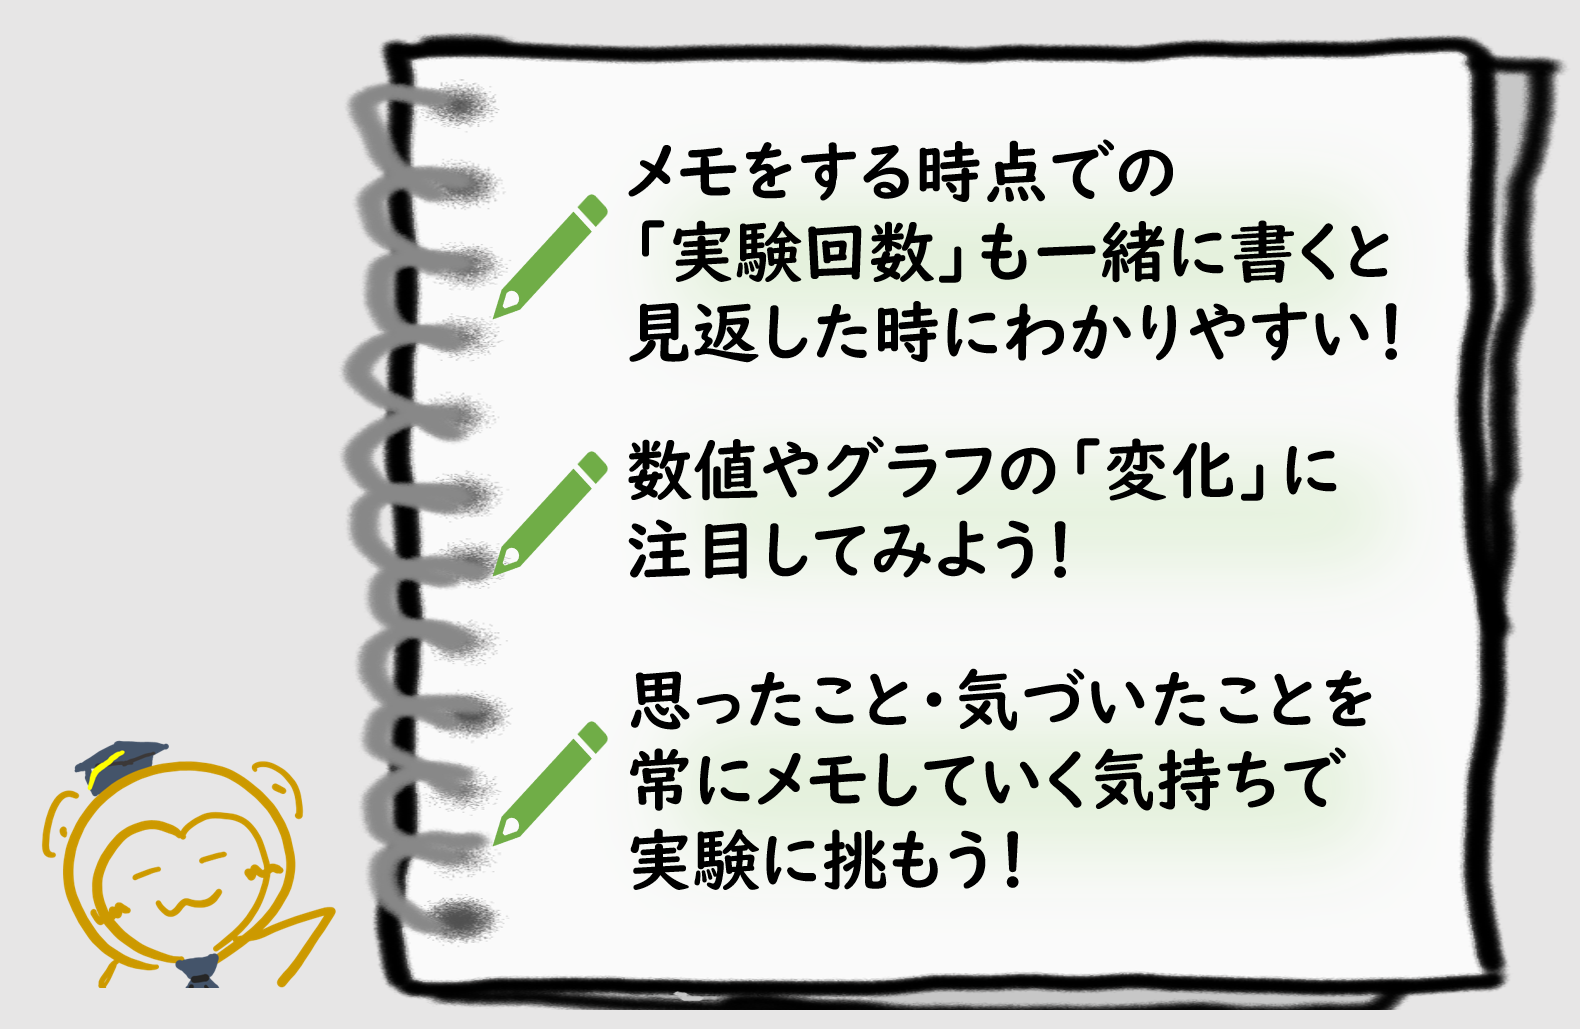 メモをする時点での
「実験回数」も一緒に書くと
見返した時にわかりやすい！
数値やグラフの「変化」に
注目してみよう！
思ったこと・気づいたことを
常にメモしていく気持ちで
実験に挑もう！